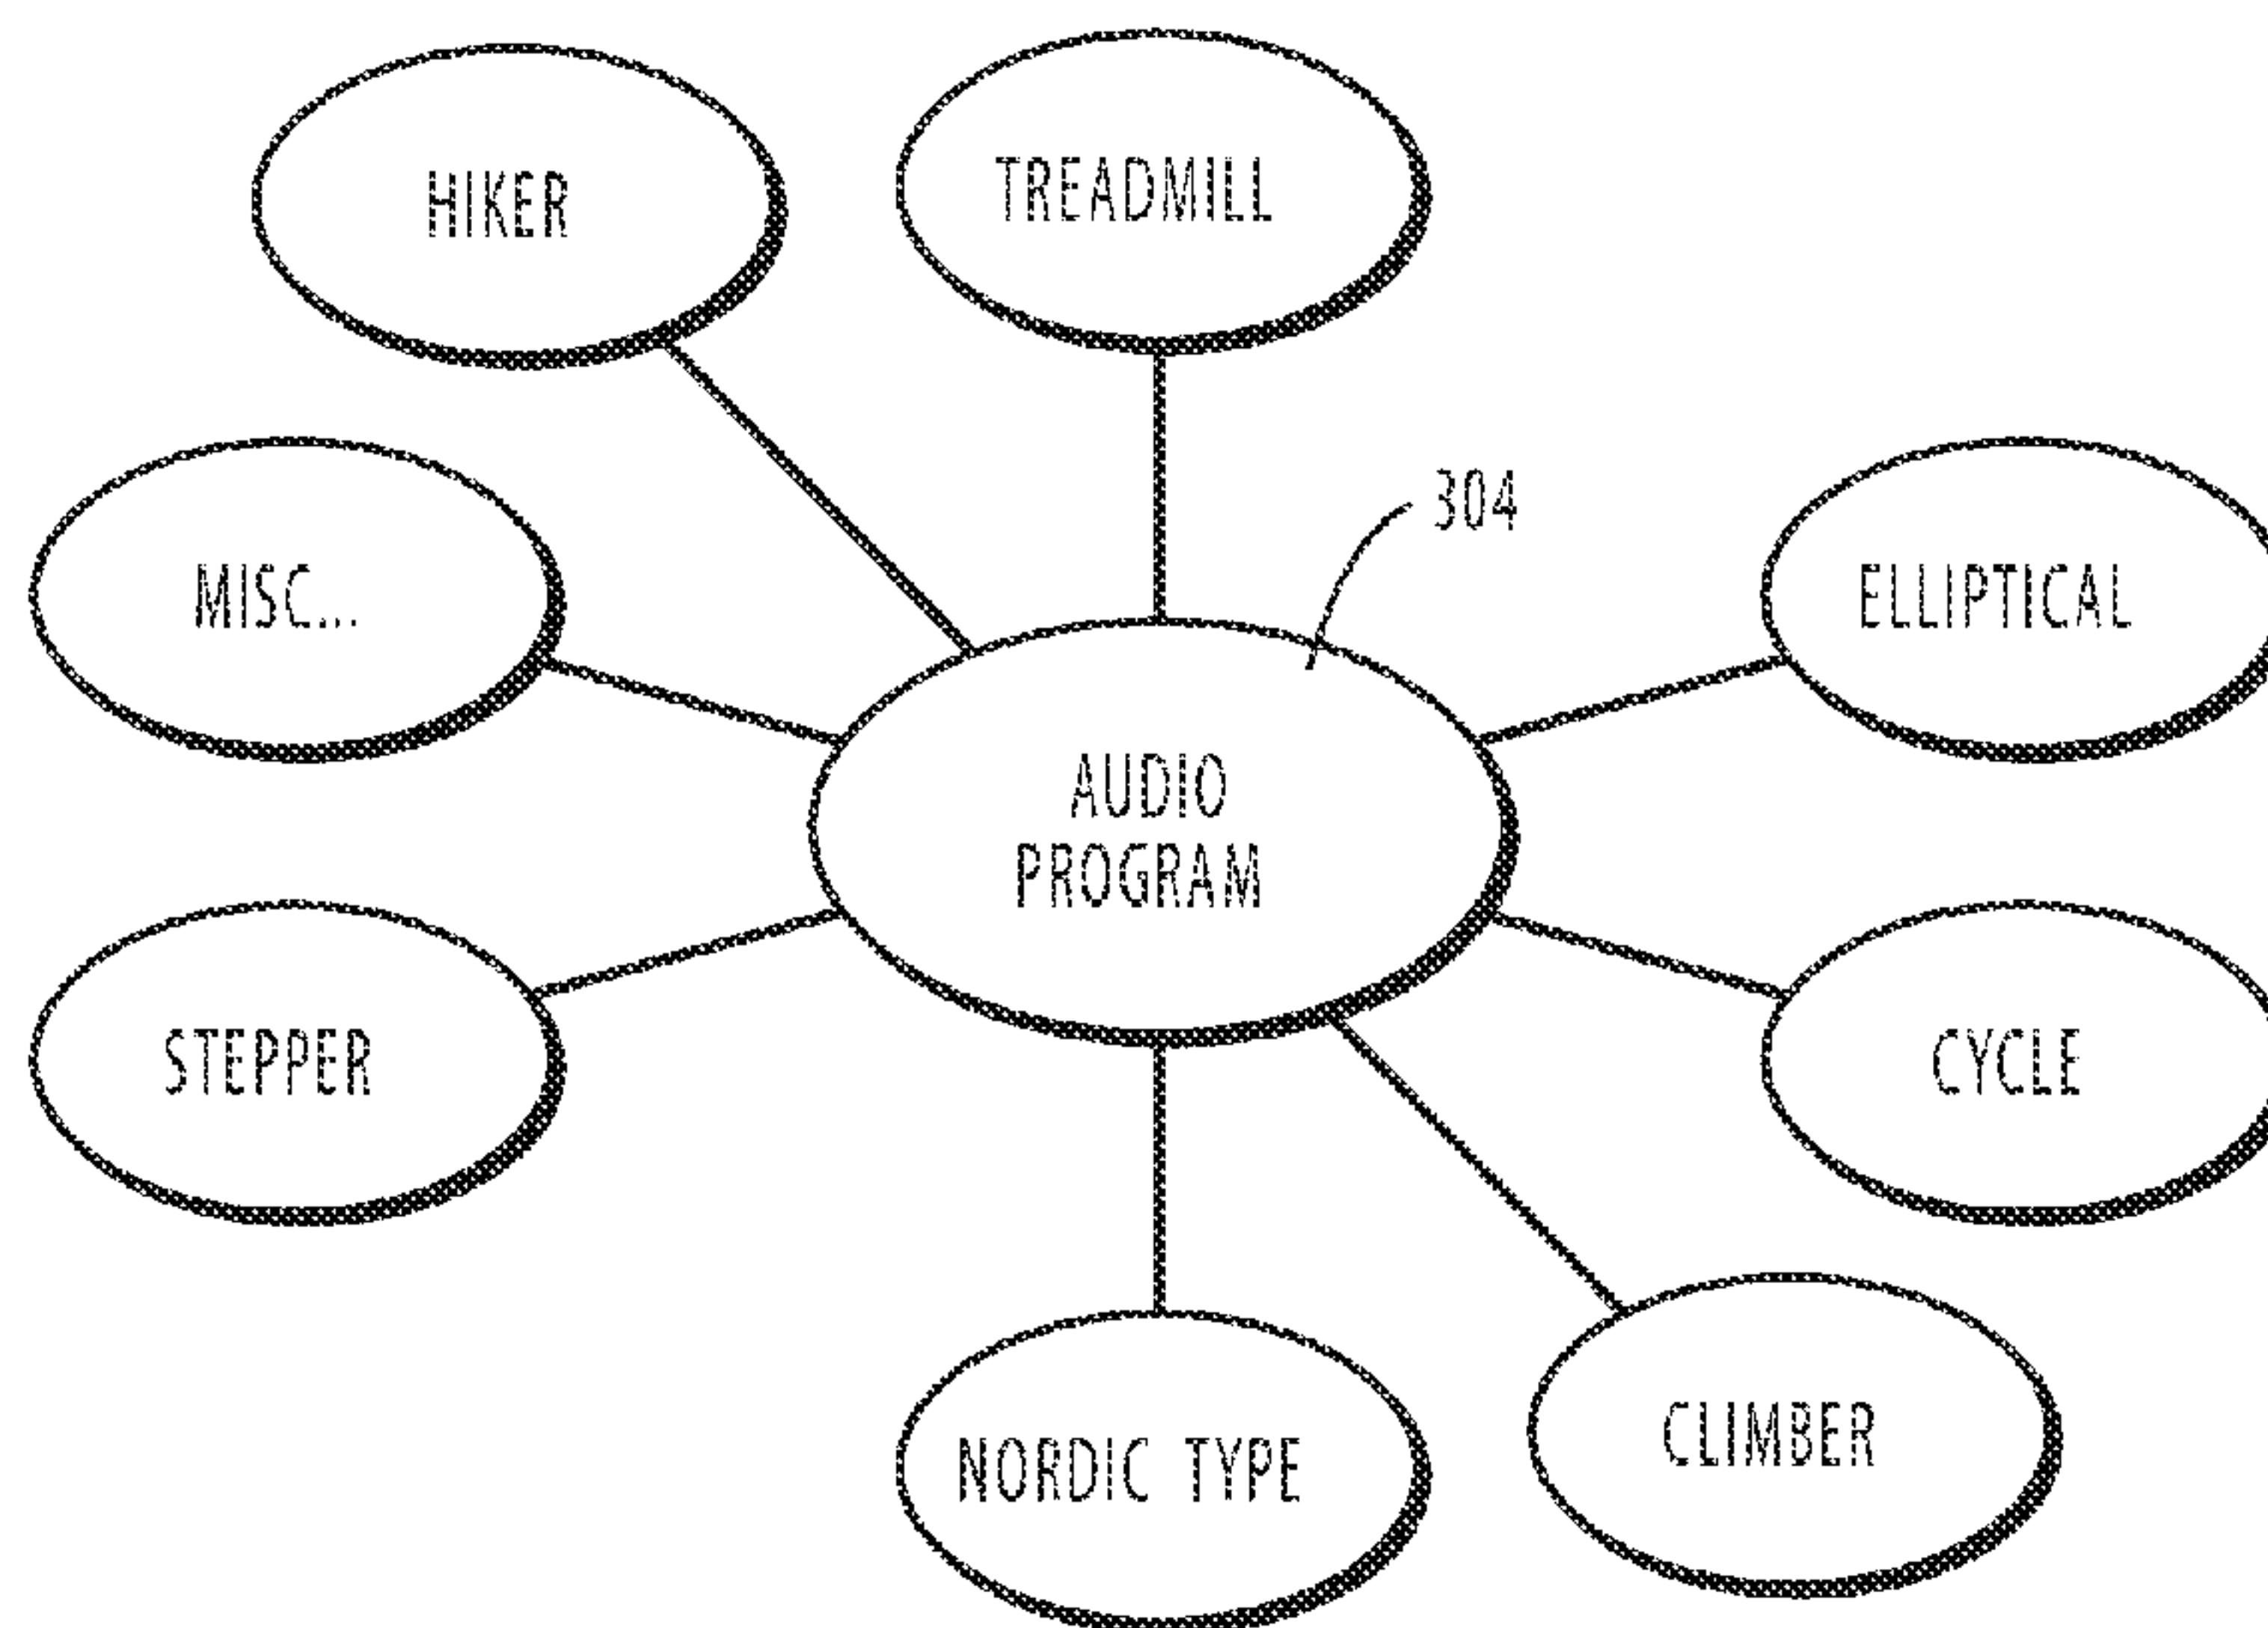 HIKER
TREADMILL
304
MISC...
ELLIPTICAL
AUDIO
PROGRAM
STEPPER
CYCLE
NORDIC TYPE
CLIMBER